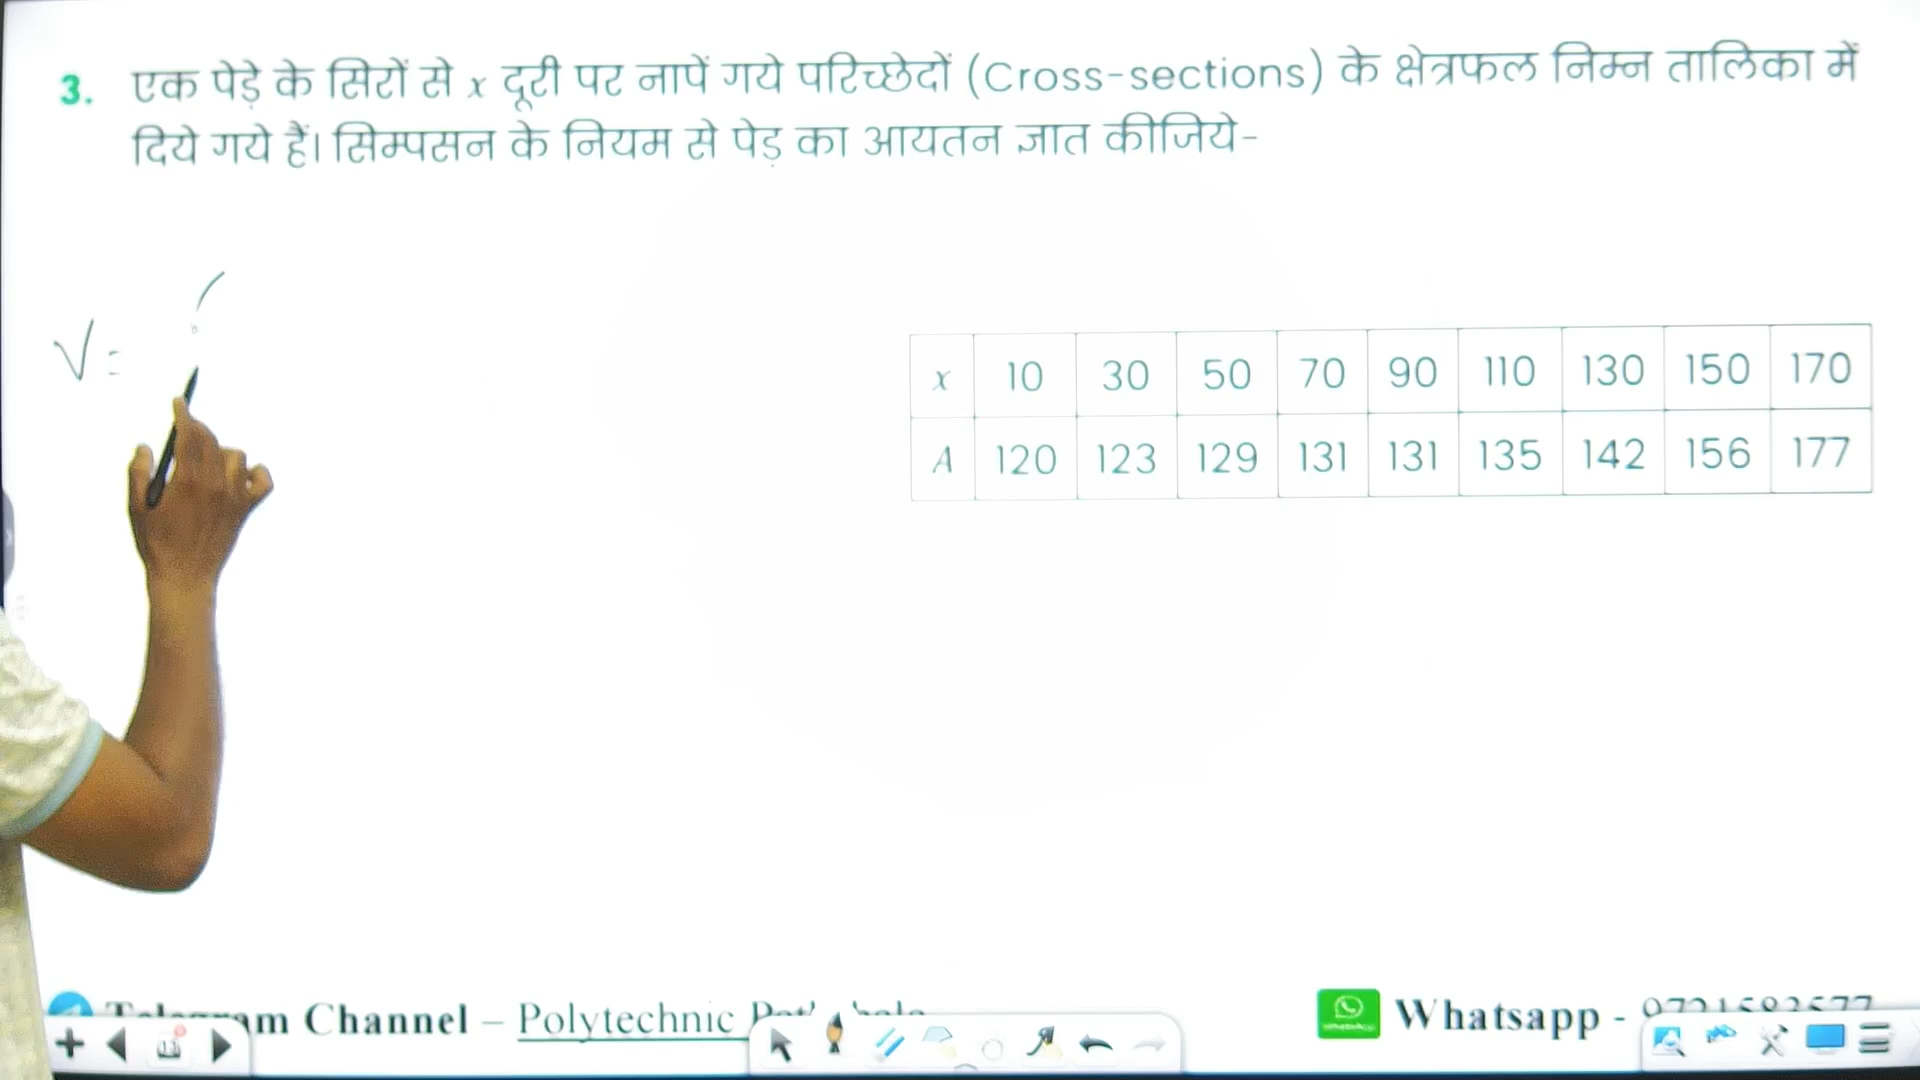 3. एक पेड़े के सिरों से x दूरी पर नापें गये परिच्छेदों (Cross-sections) के क्षेत्रफल निम्न तालिका में
दिये गये हैं। सिम्पसन के नियम से पेड़ का आयतन ज्ञात कीजिये-
V =
x 10 30 50 70 90 110 130 150 170
A 120 123 129 131 131 135 142 156 177
Channel – Polytechnic
Whatsapp -